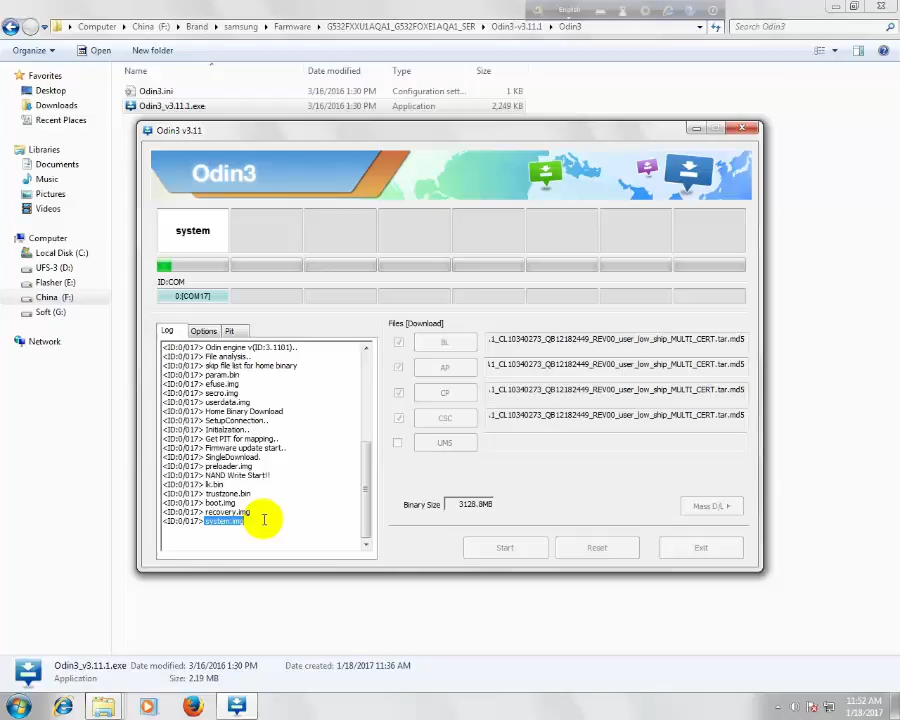 English
Computer
China (F:)
Brand
samsung
Farmware
G532FXXU1AQA1_G532FOXE1AQA1_SER
Odin3-v3.11.1
Odin3
Search Odin3
Organize
Open
New folder
Name
Date modified
Type
Size
Favorites
Desktop
Downloads
Recent Places
Libraries
Documents
Music
Pictures
Videos
Computer
Local Disk (C:)
UFS-3 (D:)
Flasher (E:)
China (F:)
Soft (G:)
Network
Odin3.ini
3/16/2016 1:30 PM
Configuration sett...
1 KB
Odin3_v3.11.1.exe
3/16/2016 1:30 PM
Application
2,249 KB
Odin3 v3.11
Odin3
system
ID:COM
0:[COM17]
Log
Options
Pit
<ID:0/017> Odin engine v(ID:3.1101)..
<ID:0/017> File analysis..
<ID:0/017> skip file list for home binary
<ID:0/017> param.bin
<ID:0/017> efuse.img
<ID:0/017> secro.img
<ID:0/017> userdata.img
<ID:0/017> Home Binary Download
<ID:0/017> SetupConnection..
<ID:0/017> Initialzation..
<ID:0/017> Get PIT for mapping..
<ID:0/017> Firmware update start..
<ID:0/017> SingleDownload.
<ID:0/017> preloader.img
<ID:0/017> NAND Write Start!!
<ID:0/017> lk.bin
<ID:0/017> trustzone.bin
<ID:0/017> boot.img
<ID:0/017> recovery.img
<ID:0/017> system.img
Files [Download]
BL
.1_CL10340273_QB12182449_REV00_user_low_ship_MULTI_CERT.tar.md5
AP
.1_CL10340273_QB12182449_REV00_user_low_ship_MULTI_CERT.tar.md5
CP
.1_CL10340273_QB12182449_REV00_user_low_ship_MULTI_CERT.tar.md5
CSC
.1_CL10340273_QB12182449_REV00_user_low_ship_MULTI_CERT.tar.md5
UMS
Binary Size
3128.8MB
Mass D/L
Start
Reset
Exit
Odin3_v3.11.1.exe
Date modified: 3/16/2016 1:30 PM
Date created: 1/18/2017 11:36 AM
Application
Size: 2.19 MB
11:52 AM
1/18/2017